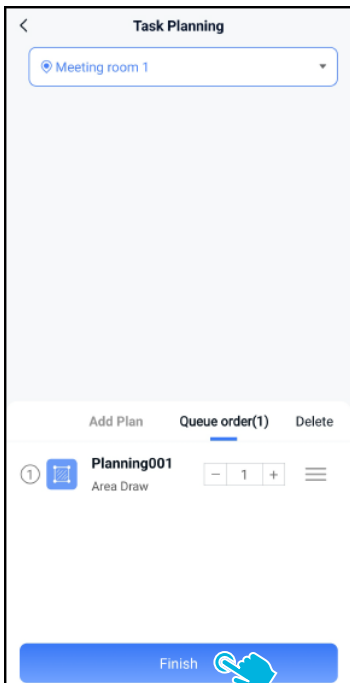 Task Planning
Meeting room 1
Add Plan Queue order(1) Delete
1 Planning001 − 1 +
Area Draw
Finish